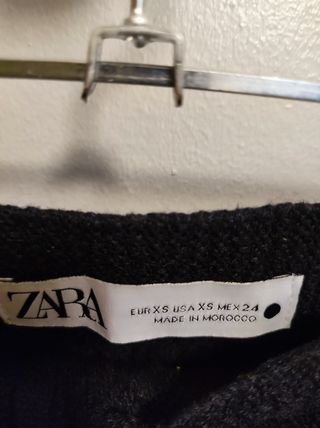 ZARA
EUR XS USA XS MEX 24
MADE IN MOROCCO